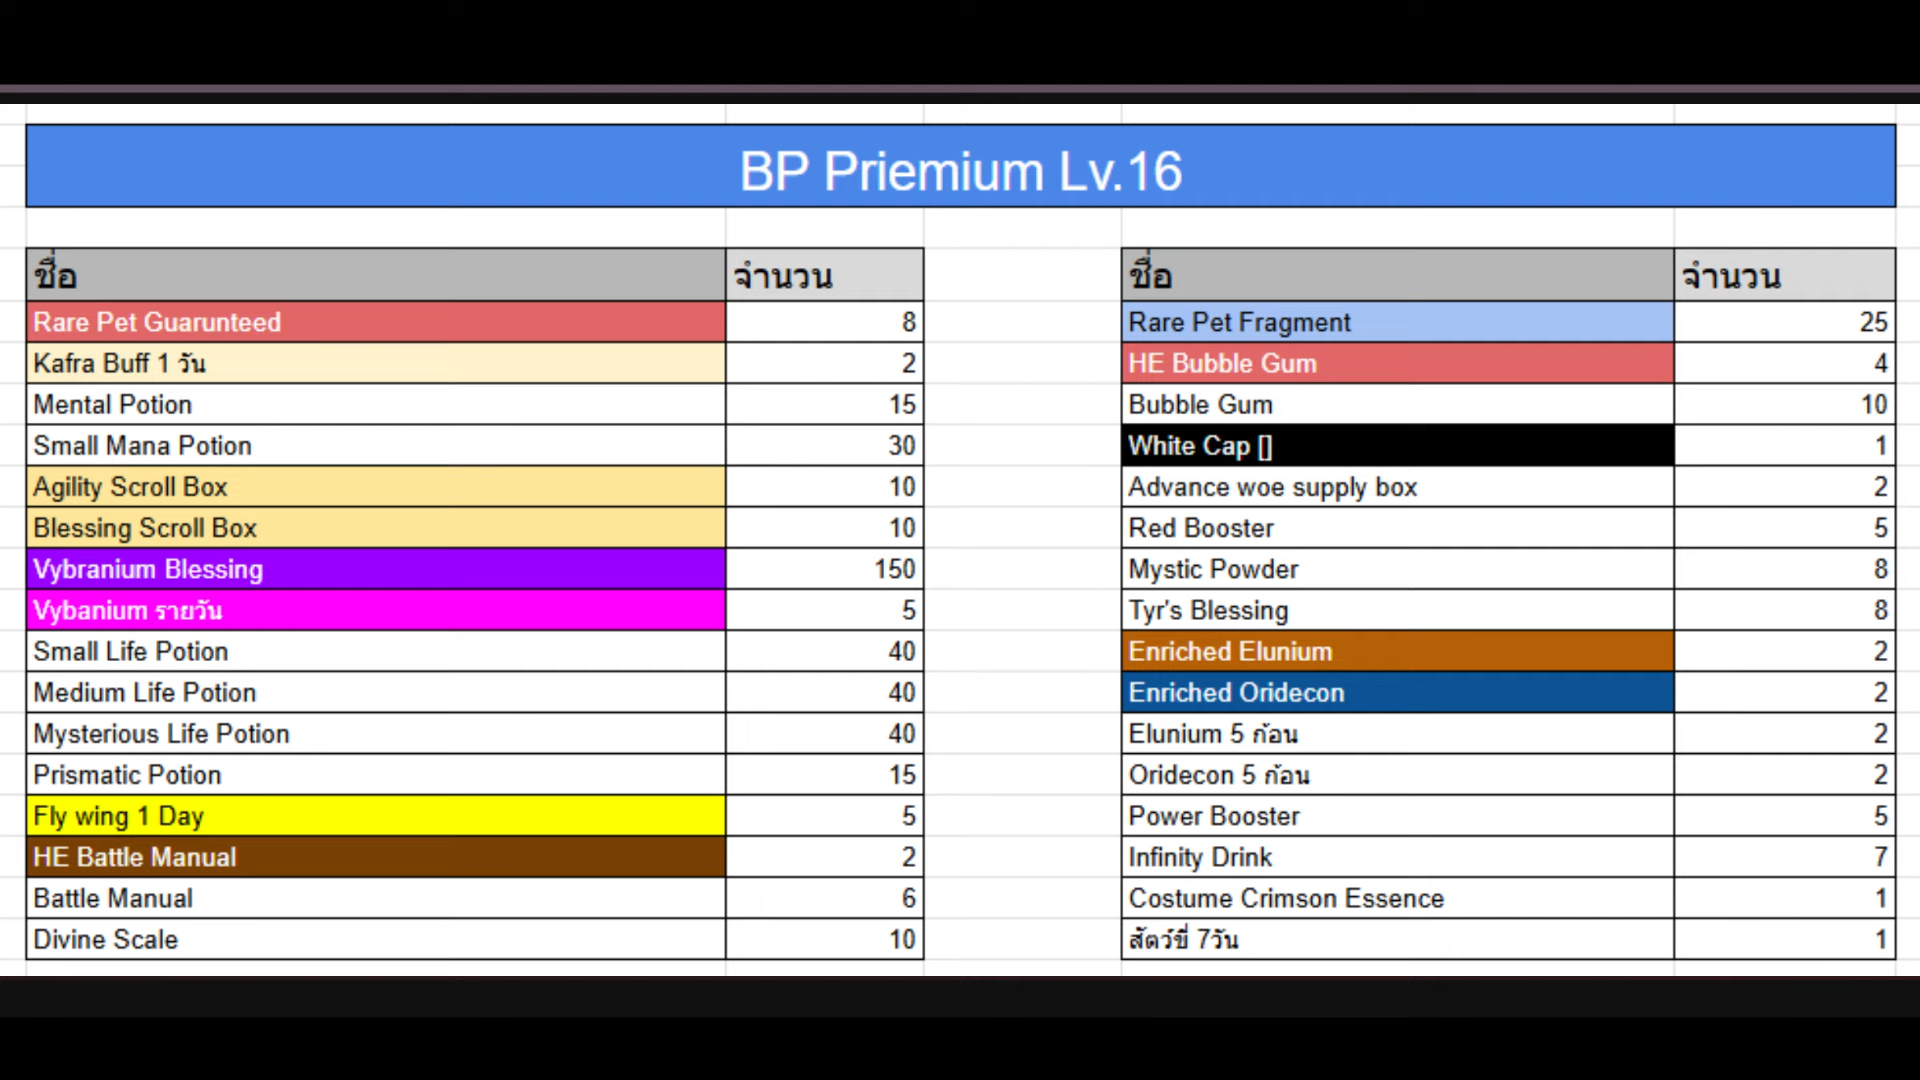 BP Priemium Lv.16
ชื่อ จำนวน
Rare Pet Guarunteed 8
Kafra Buff 1 วัน 2
Mental Potion 15
Small Mana Potion 30
Agility Scroll Box 10
Blessing Scroll Box 10
Vybranium Blessing 150
Vybanium รายวัน 5
Small Life Potion 40
Medium Life Potion 40
Mysterious Life Potion 40
Prismatic Potion 15
Fly wing 1 Day 5
HE Battle Manual 2
Battle Manual 6
Divine Scale 10
ชื่อ จำนวน
Rare Pet Fragment 25
HE Bubble Gum 4
Bubble Gum 10
White Cap [] 1
Advance woe supply box 2
Red Booster 5
Mystic Powder 8
Tyr's Blessing 8
Enriched Elunium 2
Enriched Oridecon 2
Elunium 5 ก้อน 2
Oridecon 5 ก้อน 2
Power Booster 5
Infinity Drink 7
Costume Crimson Essence 1
สัตว์ขี่ 7วัน 1